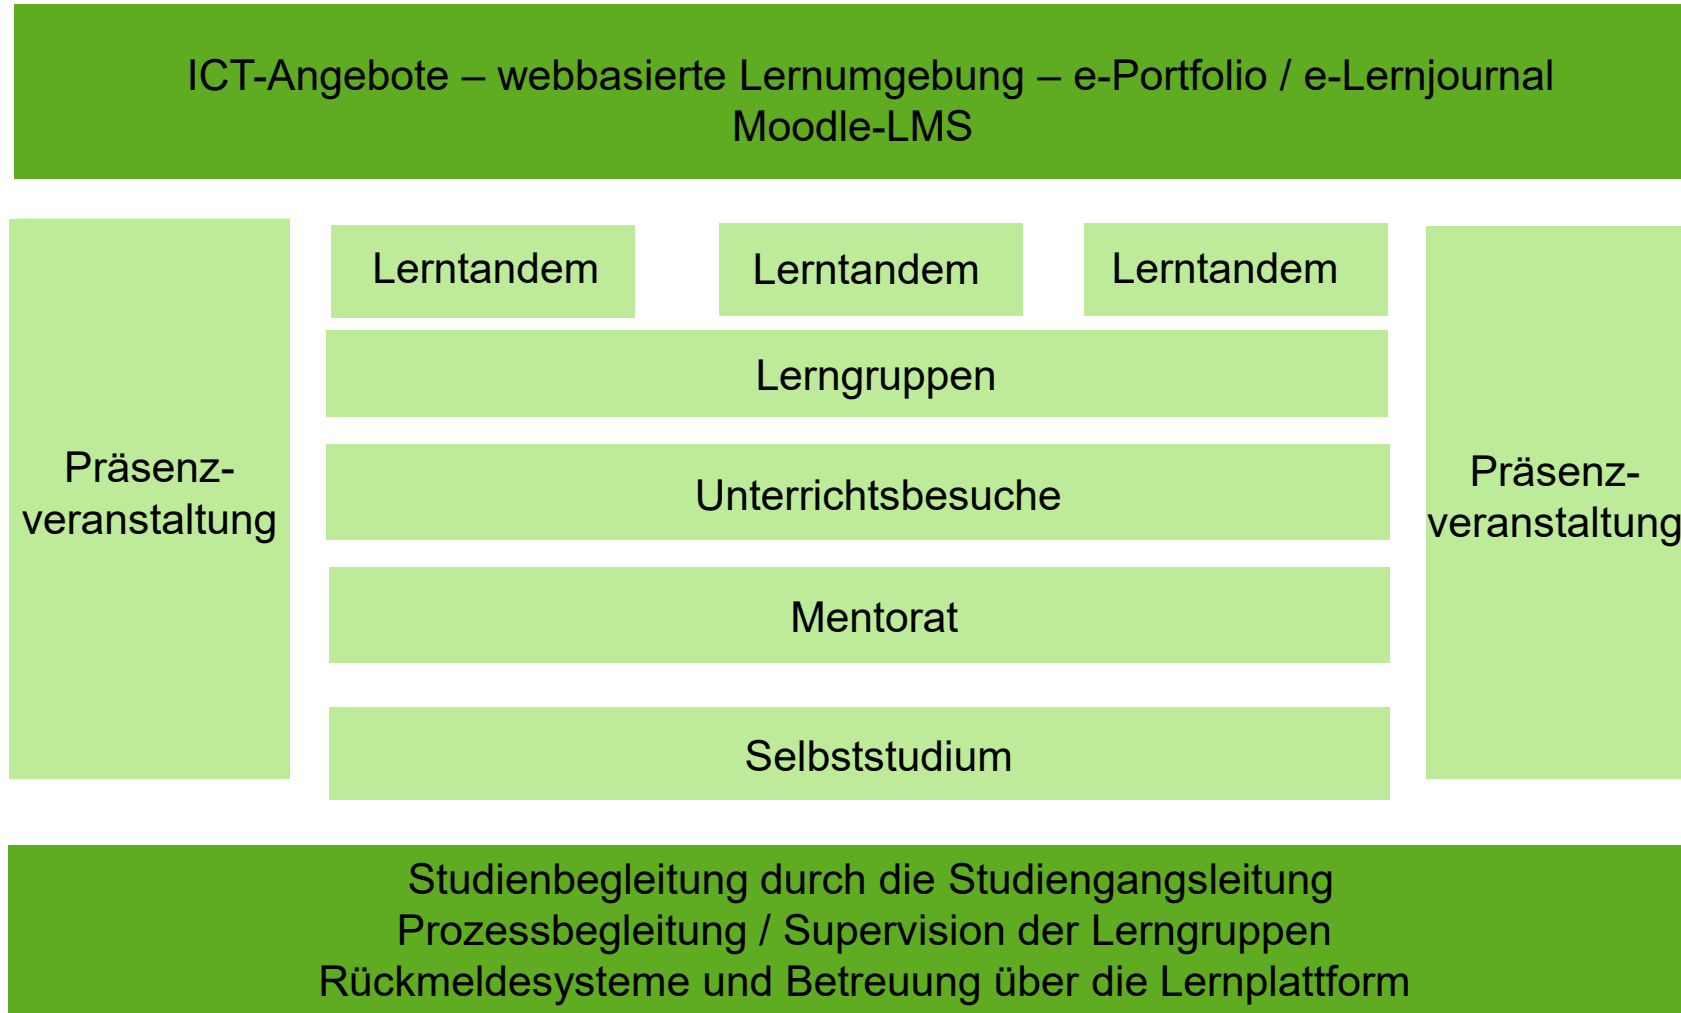 ICT-Angebote – webbasierte Lernumgebung – e-Portfolio / e-Lernjournal
Moodle-LMS
Präsenz-
veranstaltung
Lerntandem
Lerntandem
Lerntandem
Lerngruppen
Unterrichtsbesuche
Mentorat
Selbststudium
Präsenz-
veranstaltung
Studienbegleitung durch die Studiengangsleitung
Prozessbegleitung / Supervision der Lerngruppen
Rückmeldesysteme und Betreuung über die Lernplattform